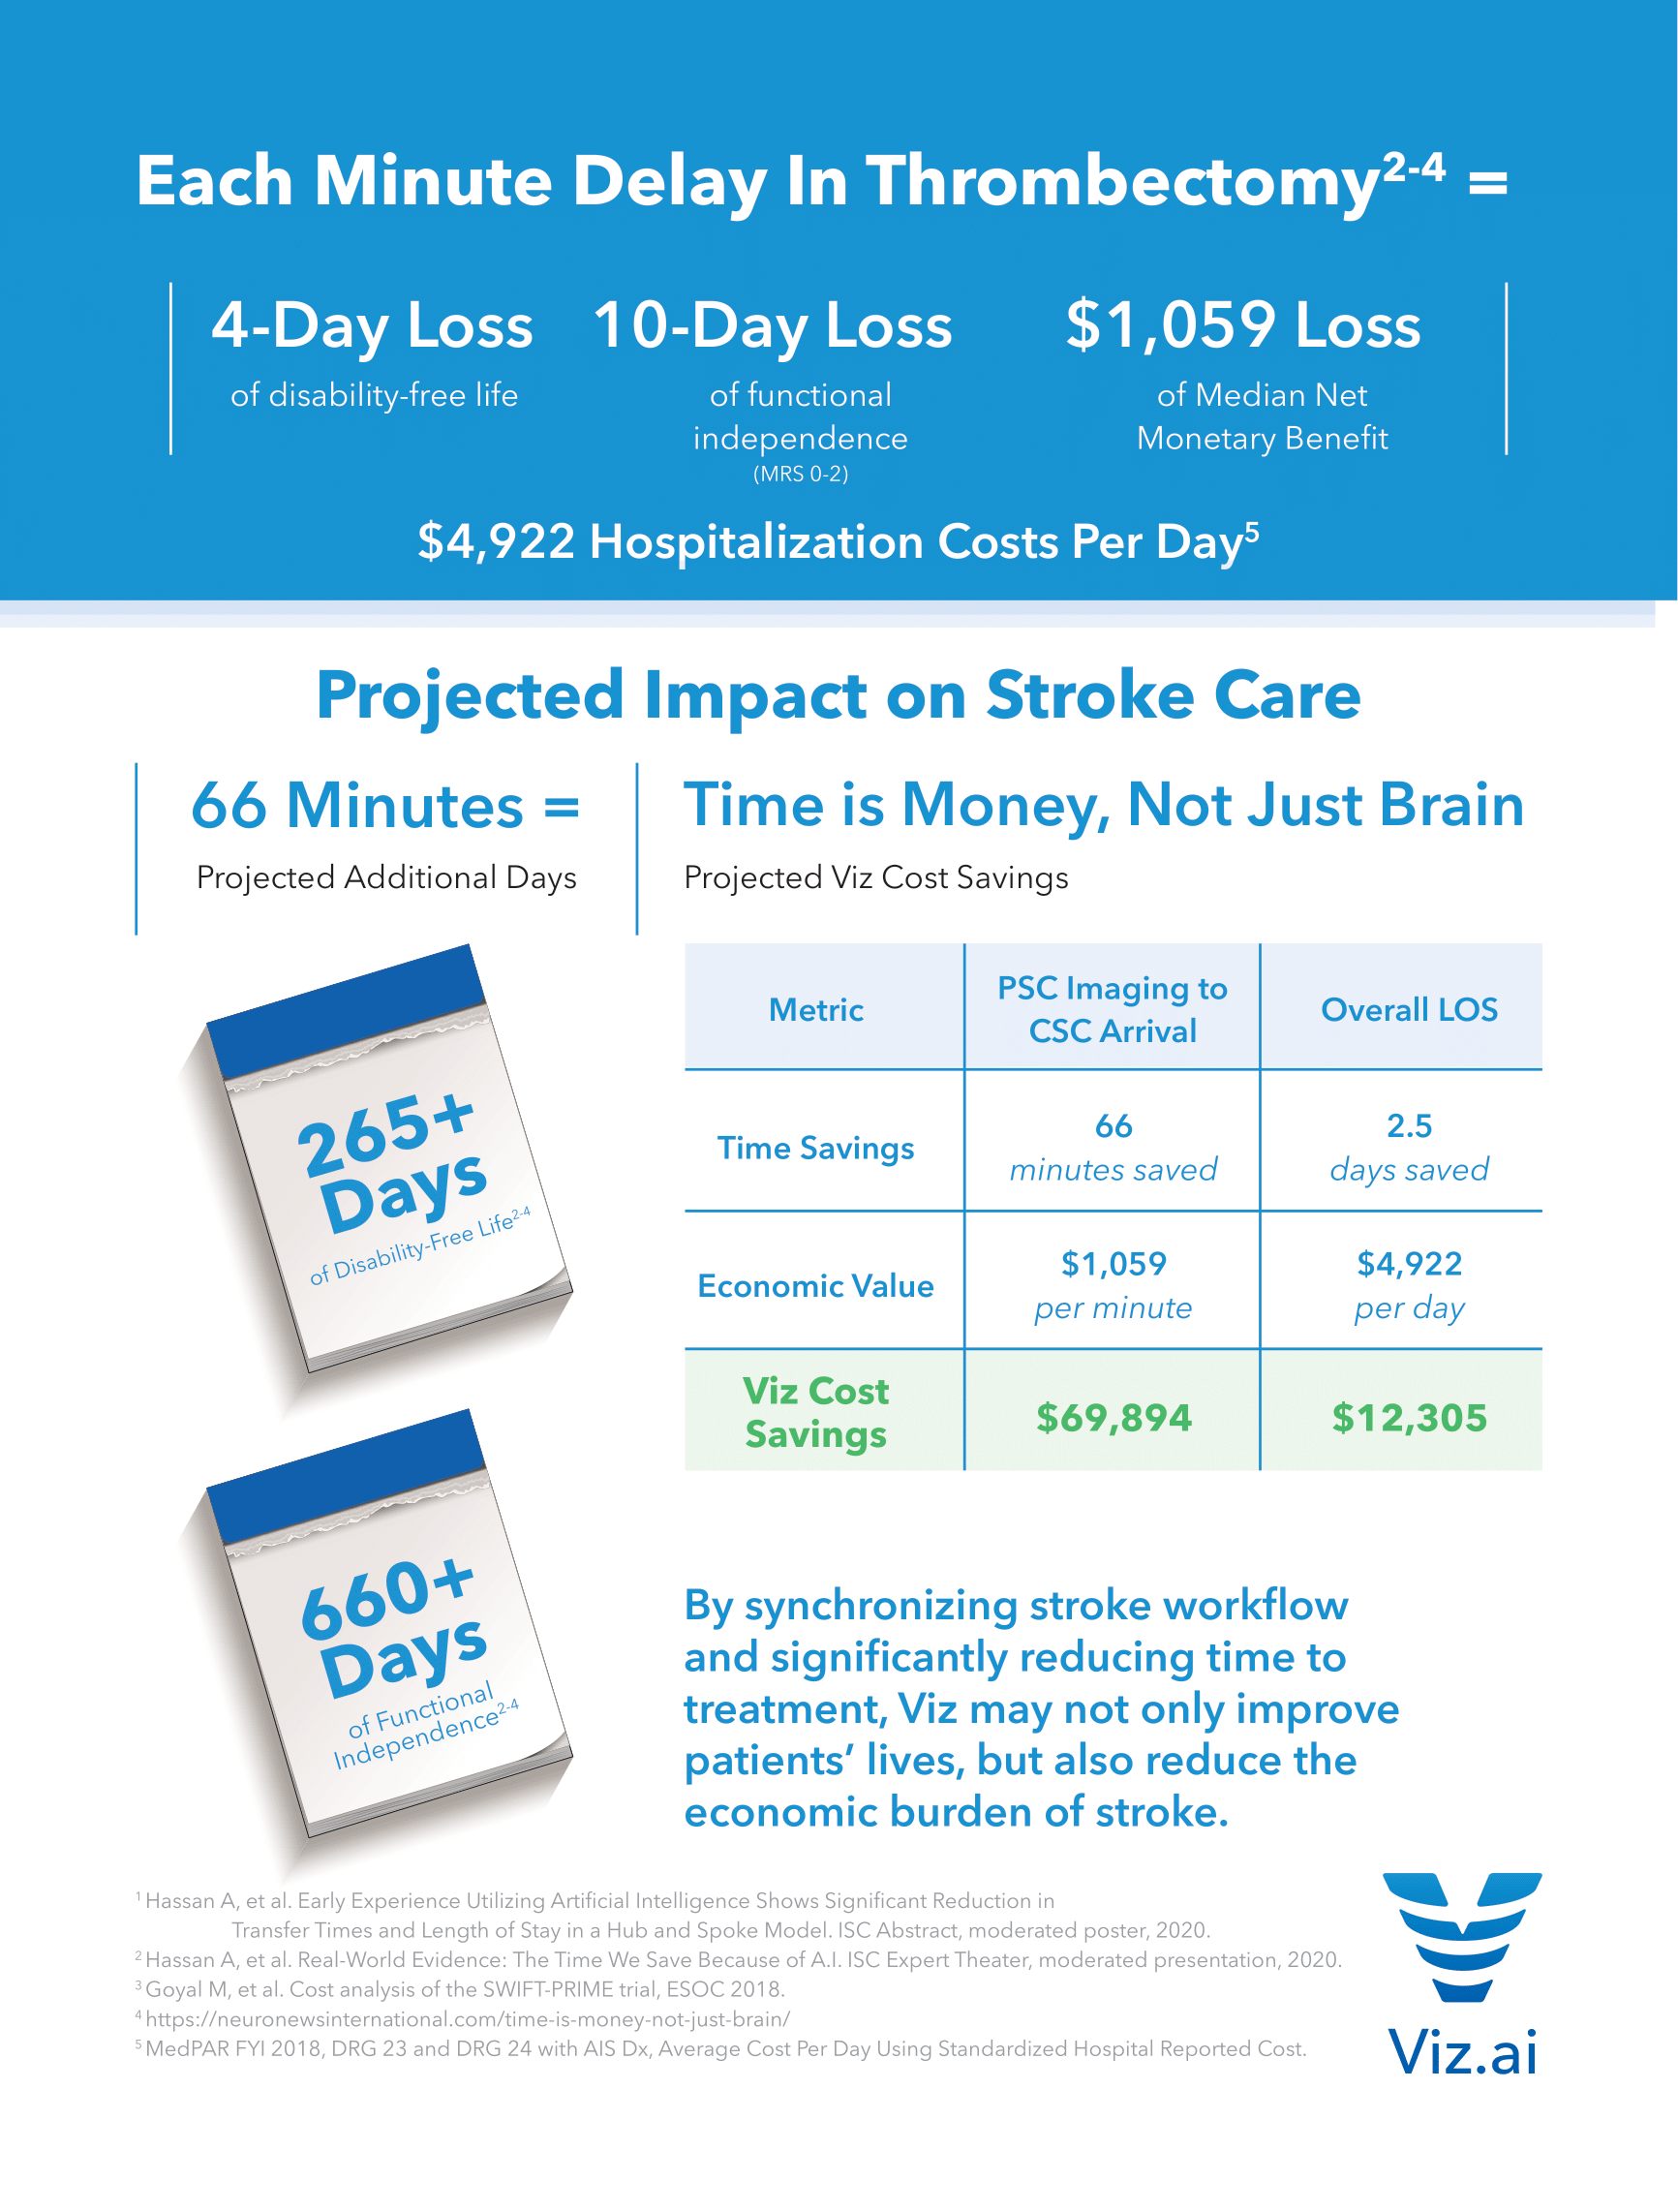 Each Minute Delay In Thrombectomy2-4 =
4-Day Loss
of disability-free life
10-Day Loss
of functional
independence
(MRS 0-2)
$1,059 Loss
of Median Net
Monetary Benefit
$4,922 Hospitalization Costs Per Day5
Projected Impact on Stroke Care
66 Minutes =
Projected Additional Days
265+
Days
of Disability-Free Life2-4
660+
Days
of Functional
Independence2-4
Time is Money, Not Just Brain
Projected Viz Cost Savings
Metric
PSC Imaging to
CSC Arrival
Overall LOS
Time Savings
66
minutes saved
2.5
days saved
Economic Value
$1,059
per minute
$4,922
per day
Viz Cost
Savings
$69,894
$12,305
By synchronizing stroke workflow
and significantly reducing time to
treatment, Viz may not only improve
patients’ lives, but also reduce the
economic burden of stroke.
1 Hassan A, et al. Early Experience Utilizing Artificial Intelligence Shows Significant Reduction in
Transfer Times and Length of Stay in a Hub and Spoke Model. ISC Abstract, moderated poster, 2020.
2 Hassan A, et al. Real-World Evidence: The Time We Save Because of A.I. ISC Expert Theater, moderated presentation, 2020.
3 Goyal M, et al. Cost analysis of the SWIFT-PRIME trial, ESOC 2018.
4 https://neuronewsinternational.com/time-is-money-not-just-brain/
5 MedPAR FYI 2018, DRG 23 and DRG 24 with AIS Dx, Average Cost Per Day Using Standardized Hospital Reported Cost.
Viz.ai